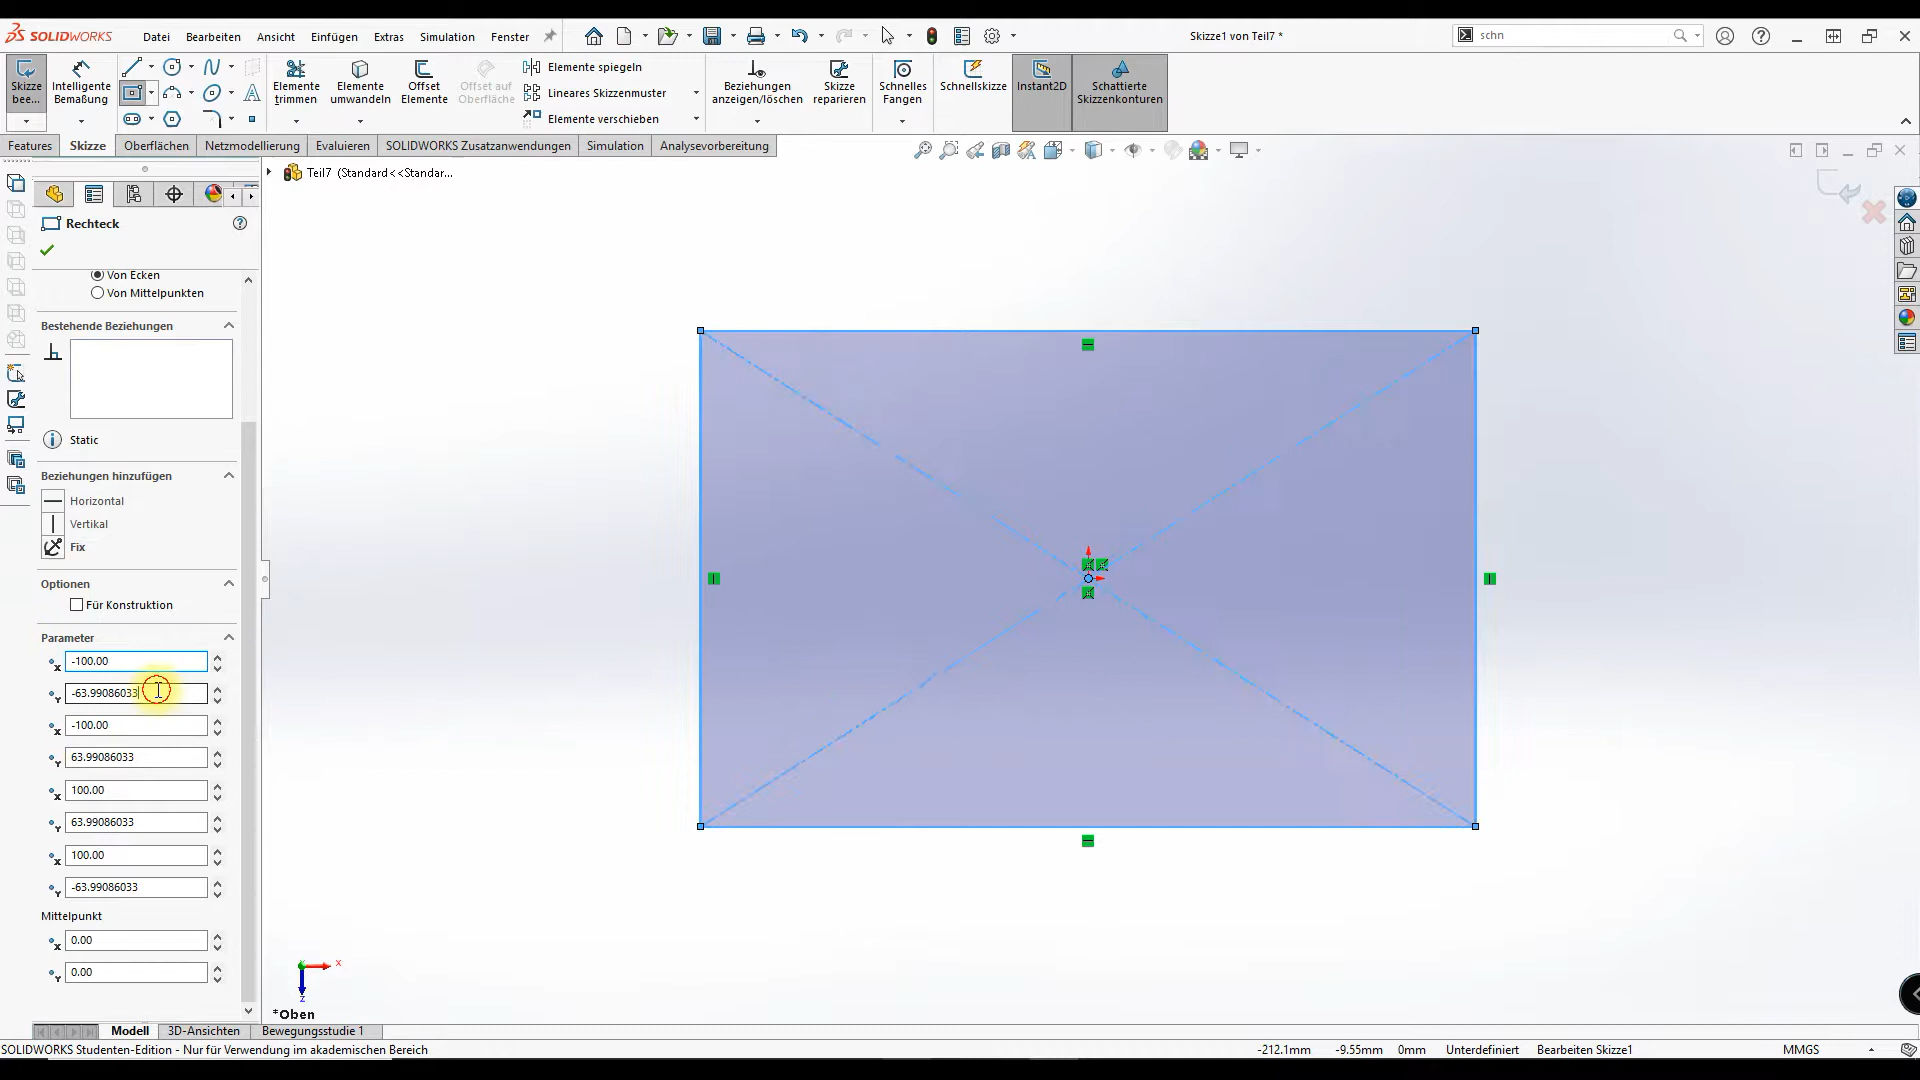 SOLIDWORKS
Datei Bearbeiten Ansicht Einfügen Extras Simulation Fenster
Skizze1 von Teil7 *
schn
Skizze bee...
Intelligente Bemaßung
Elemente trimmen
Elemente umwandeln
Offset Elemente
Offset auf Oberfläche
Elemente spiegeln
Lineares Skizzenmuster
Elemente verschieben
Beziehungen anzeigen/löschen
Skizze reparieren
Schnelles Fangen
Schnellskizze
Instant2D
Schattierte Skizzenkonturen
Features Skizze Oberflächen Netzmodellierung Evaluieren SOLIDWORKS Zusatzanwendungen Simulation Analysevorbereitung
Teil7 (Standard<<Standar...
Rechteck
Von Ecken
Von Mittelpunkten
Bestehende Beziehungen
Static
Beziehungen hinzufügen
Horizontal
Vertikal
Fix
Optionen
Für Konstruktion
Parameter
-100.00
-63.99086033
-100.00
63.99086033
100.00
63.99086033
100.00
-63.99086033
Mittelpunkt
0.00
0.00
x
z
*Oben
Modell 3D-Ansichten Bewegungsstudie 1
SOLIDWORKS Studenten-Edition - Nur für Verwendung im akademischen Bereich
-212.1mm -9.55mm 0mm Unterdefiniert Bearbeiten Skizze1 MMGS